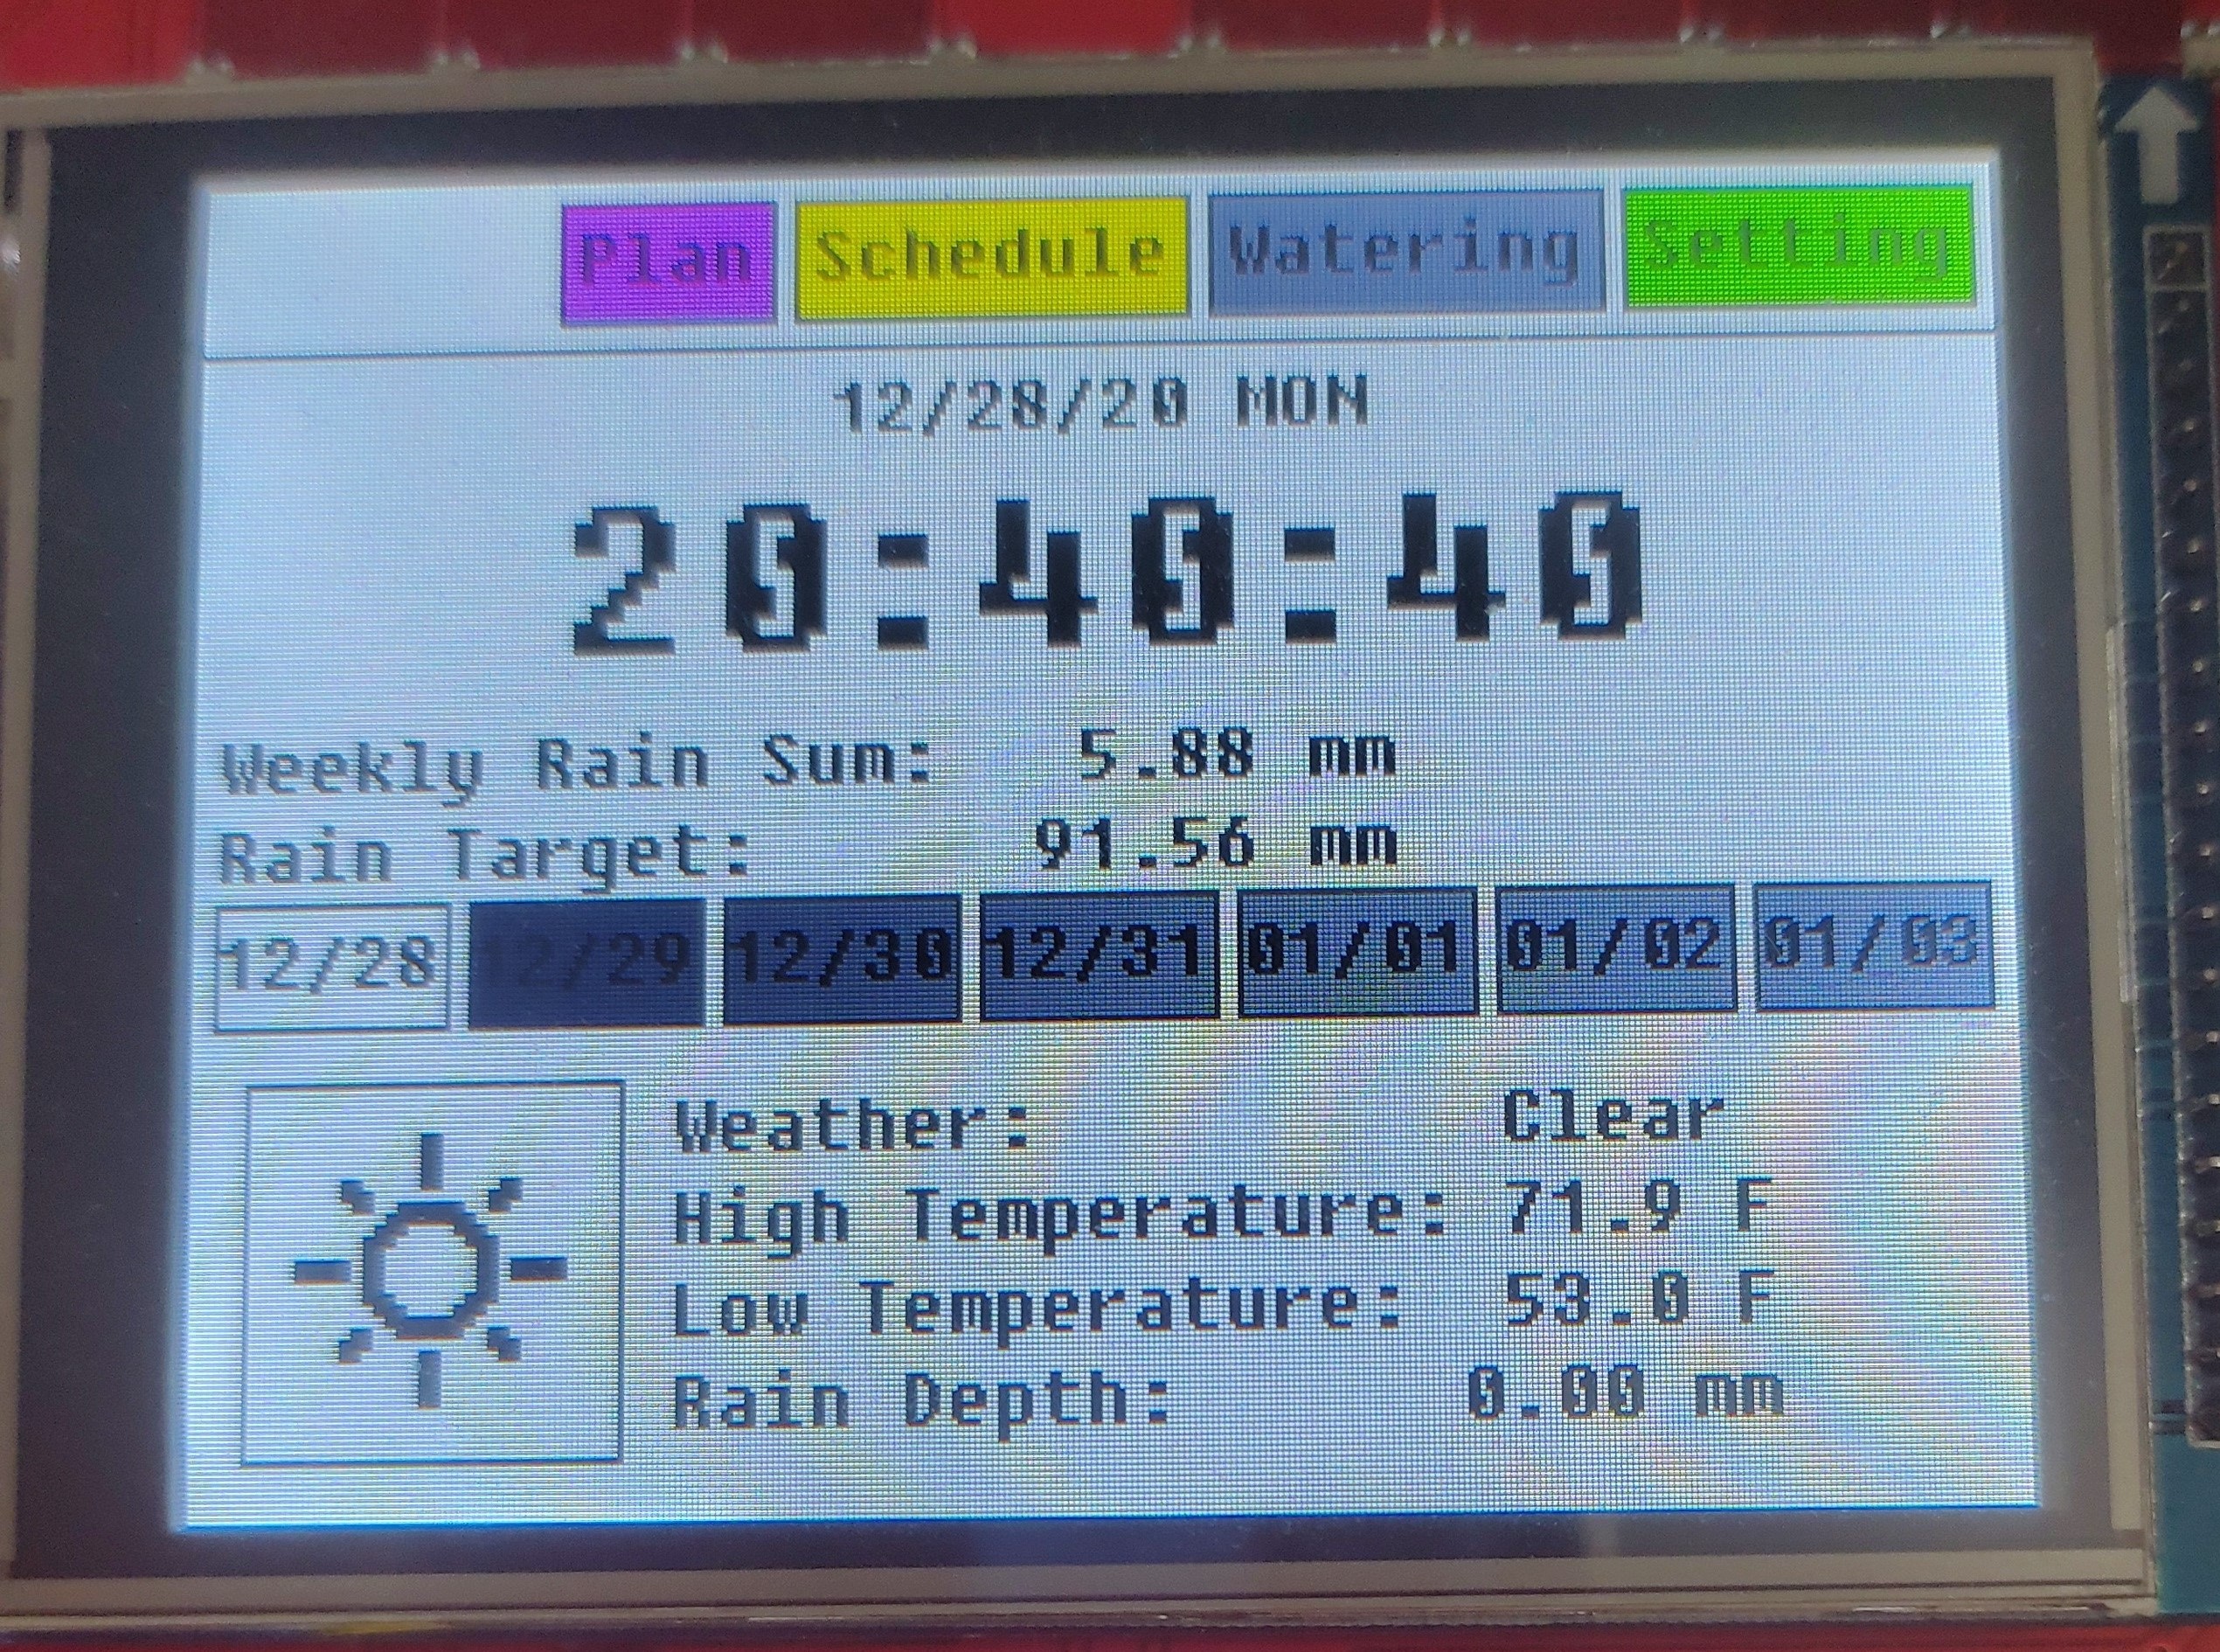 Plan Schedule Watering Setting
12/28/20 MON
20:40:40
Weekly Rain Sum: 5.88 mm
Rain Target: 91.56 mm
12/28 12/29 12/30 12/31 01/01 01/02 01/03
Weather: Clear
High Temperature: 71.9 F
Low Temperature: 53.0 F
Rain Depth: 0.00 mm